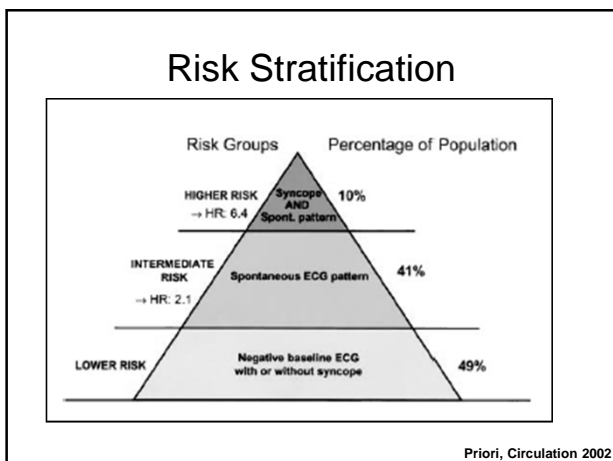 Risk Stratification
Risk Groups Percentage of Population
HIGHER RISK
→ HR: 6.4
Syncope
AND
Spont. pattern
10%
INTERMEDIATE
RISK
→ HR: 2.1
Spontaneous ECG pattern
41%
LOWER RISK
Negative baseline ECG
with or without syncope
49%
Priori, Circulation 2002